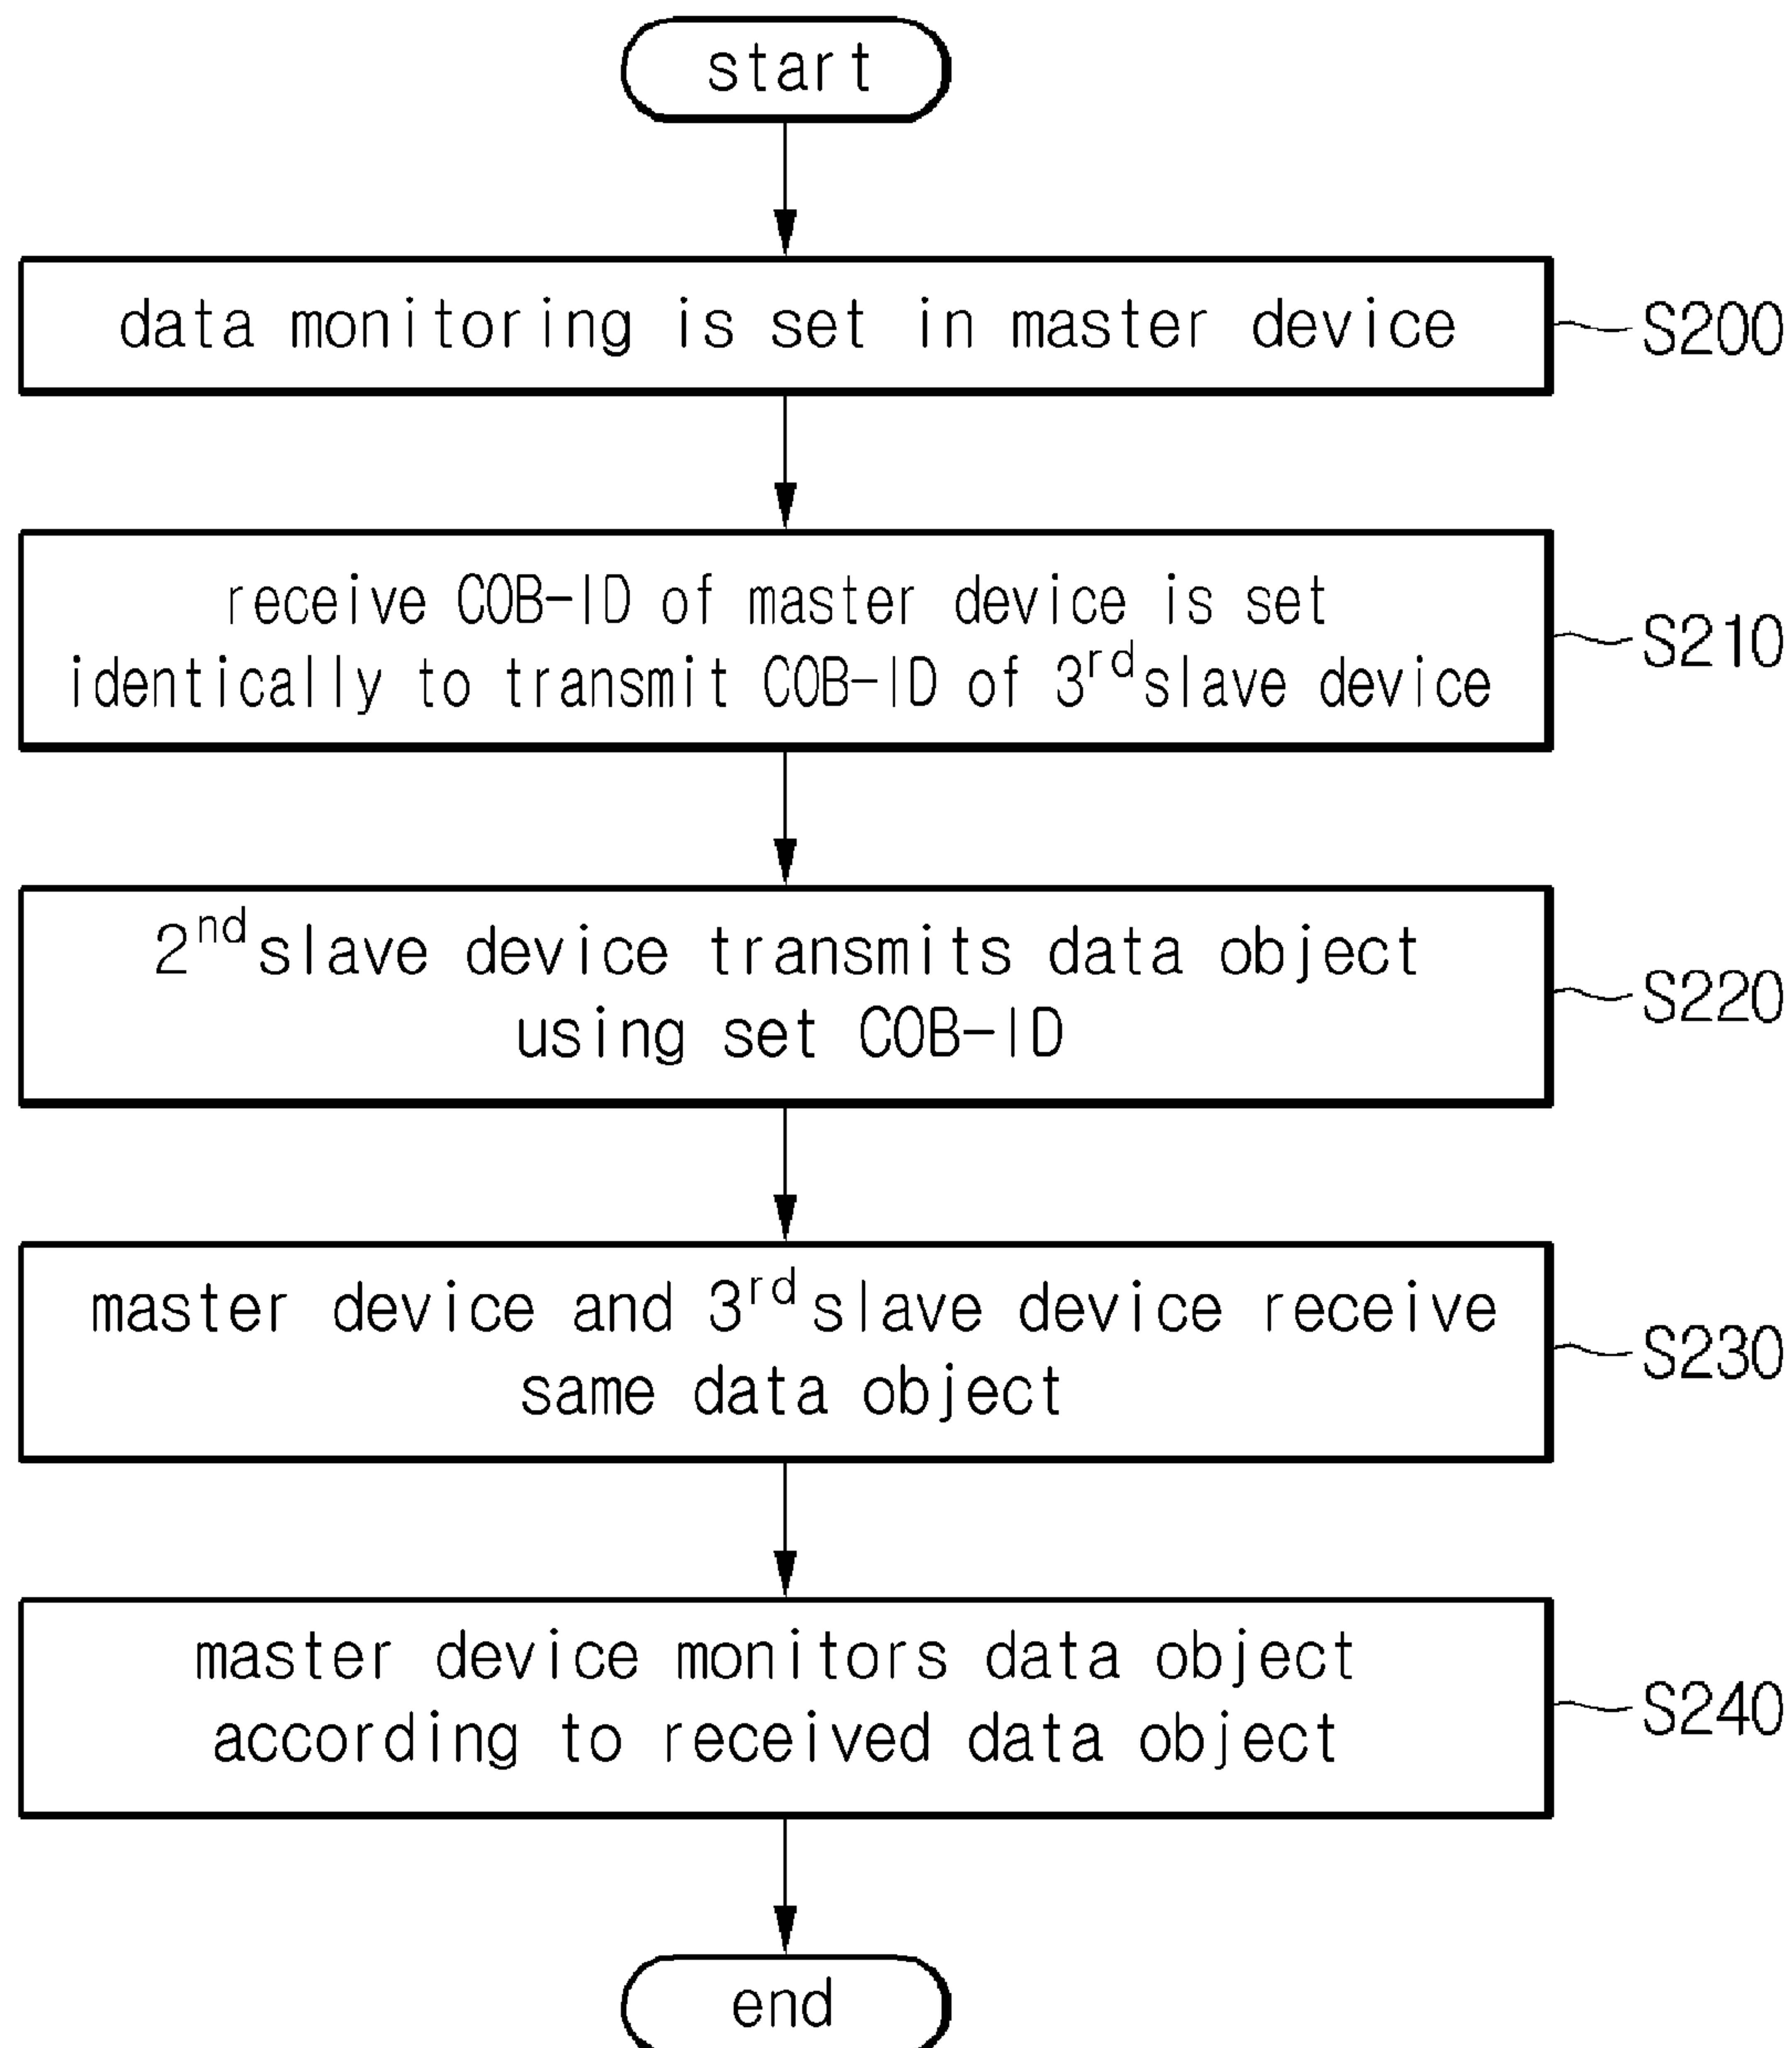 start
data monitoring is set in master device
S200
receive COB-ID of master device is set
identically to transmit COB-ID of 3rd slave device
S210
2nd slave device transmits data object
using set COB-ID
S220
master device and 3rd slave device receive
same data object
S230
master device monitors data object
according to received data object
S240
end